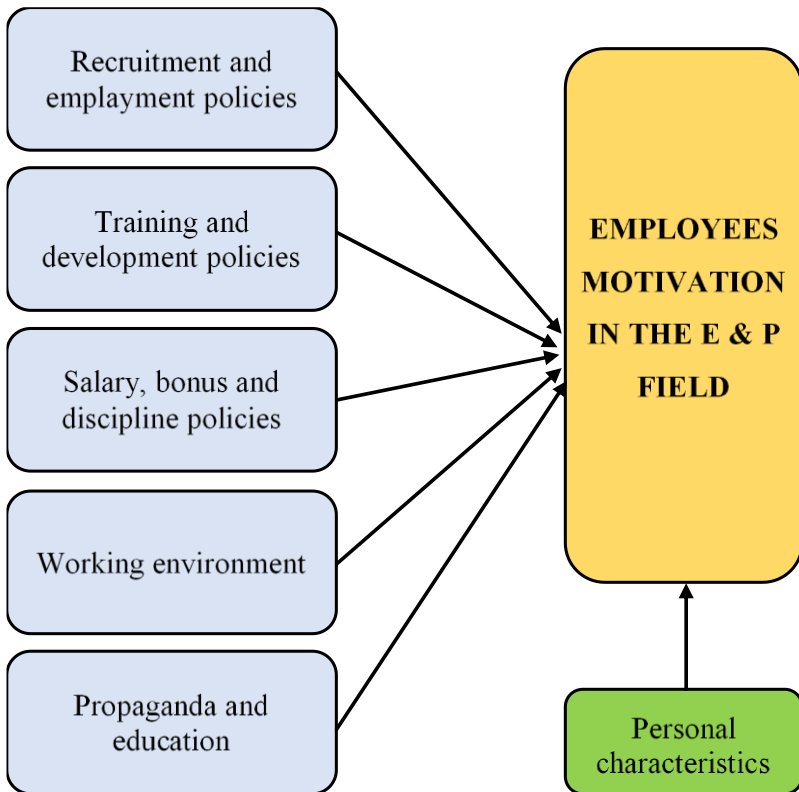 Recruitment and
emplayment policies
Training and
development policies
Salary, bonus and
discipline policies
Working environment
Propaganda and
education
EMPLOYEES
MOTIVATION
IN THE E & P
FIELD
Personal
characteristics